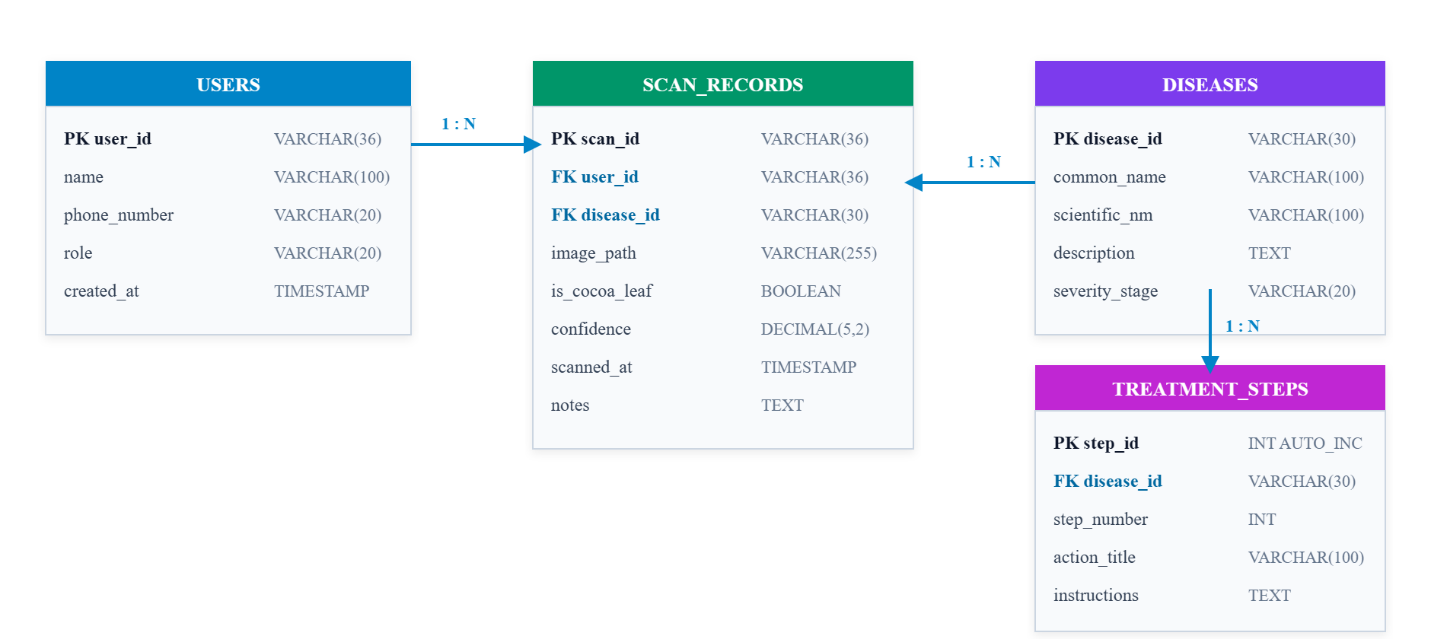 USERS
PK user_id VARCHAR(36)
name VARCHAR(100)
phone_number VARCHAR(20)
role VARCHAR(20)
created_at TIMESTAMP
1 : N
SCAN_RECORDS
PK scan_id VARCHAR(36)
FK user_id VARCHAR(36)
FK disease_id VARCHAR(30)
image_path VARCHAR(255)
is_cocoa_leaf BOOLEAN
confidence DECIMAL(5,2)
scanned_at TIMESTAMP
notes TEXT
1 : N
DISEASES
PK disease_id VARCHAR(30)
common_name VARCHAR(100)
scientific_nm VARCHAR(100)
description TEXT
severity_stage VARCHAR(20)
1 : N
TREATMENT_STEPS
PK step_id INT AUTO_INC
FK disease_id VARCHAR(30)
step_number INT
action_title VARCHAR(100)
instructions TEXT